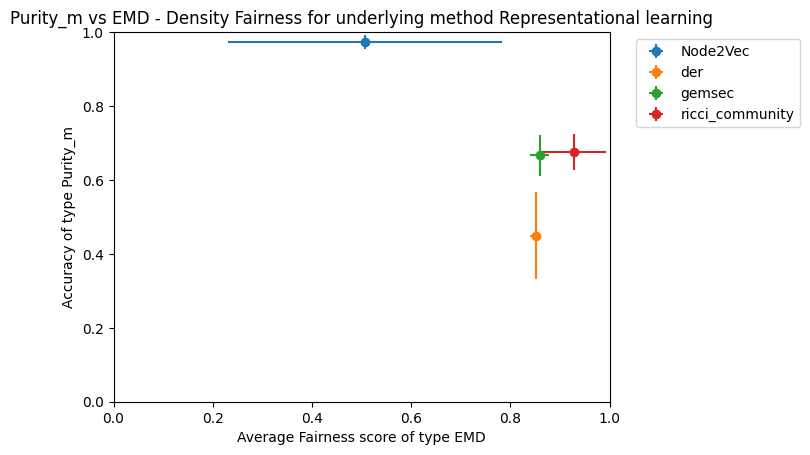 Purity_m vs EMD - Density Fairness for underlying method Representational learning
1.0
0.8
0.6
0.4
0.2
0.0
Accuracy of type Purity_m
0.0 0.2 0.4 0.6 0.8 1.0
Average Fairness score of type EMD
Node2Vec
der
gemsec
ricci_community